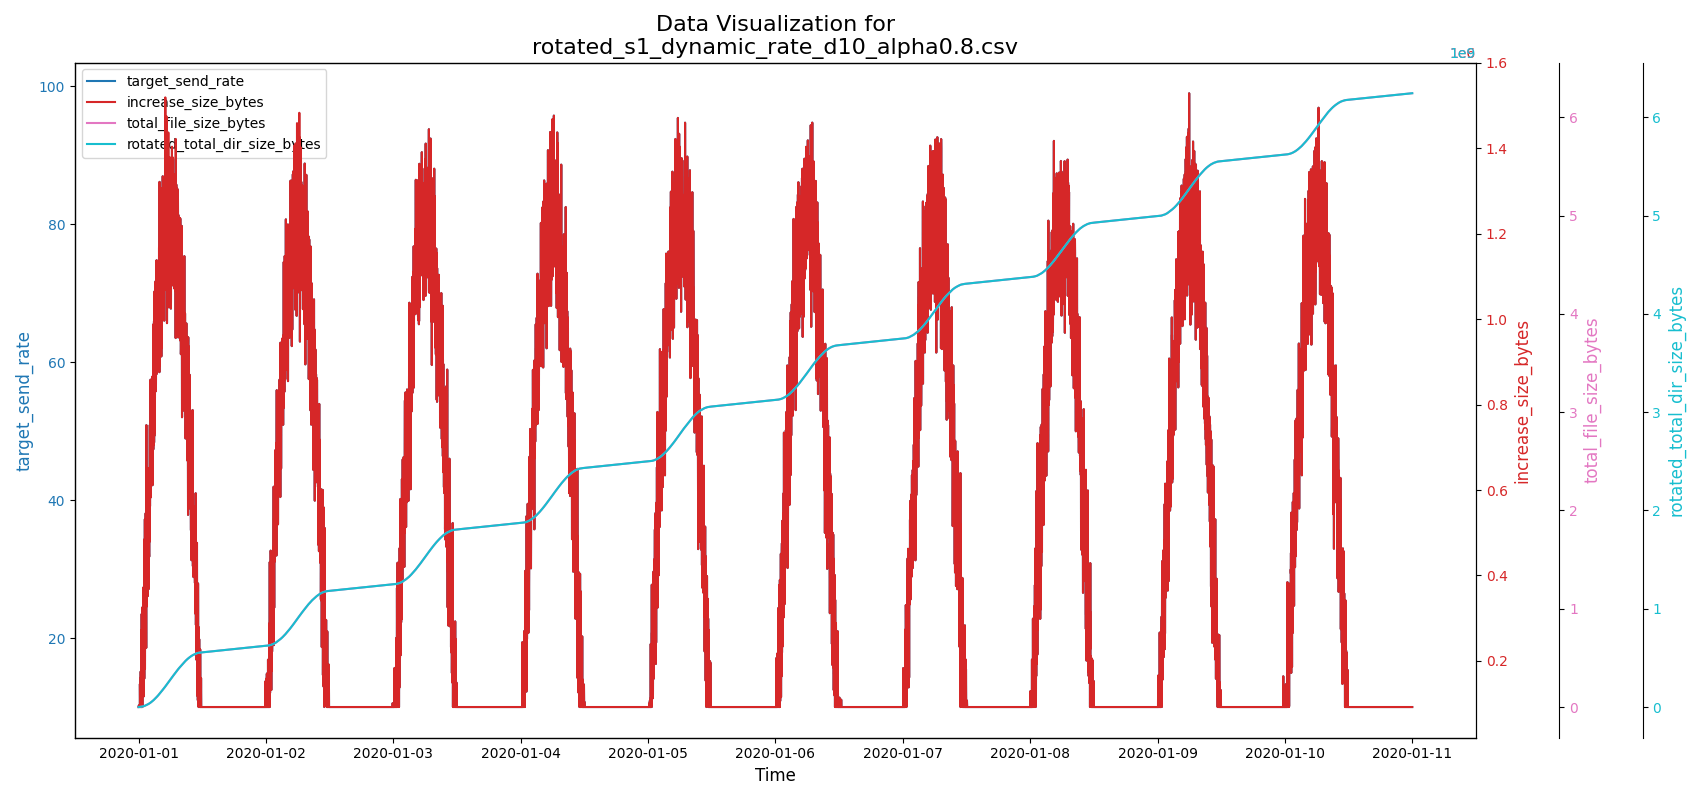 Data Visualization for
rotated_s1_dynamic_rate_d10_alpha0.8.csv
target_send_rate
increase_size_bytes
total_file_size_bytes
rotated_total_dir_size_bytes
100
80
60
40
20
target_send_rate
1.6
1.4
1.2
1.0
0.8
0.6
0.4
0.2
increase_size_bytes
6
5
4
3
2
1
0
total_file_size_bytes
6
5
4
3
2
1
0
rotated_total_dir_size_bytes
2020-01-01 2020-01-02 2020-01-03 2020-01-04 2020-01-05 2020-01-06 2020-01-07 2020-01-08 2020-01-09 2020-01-10 2020-01-11
Time